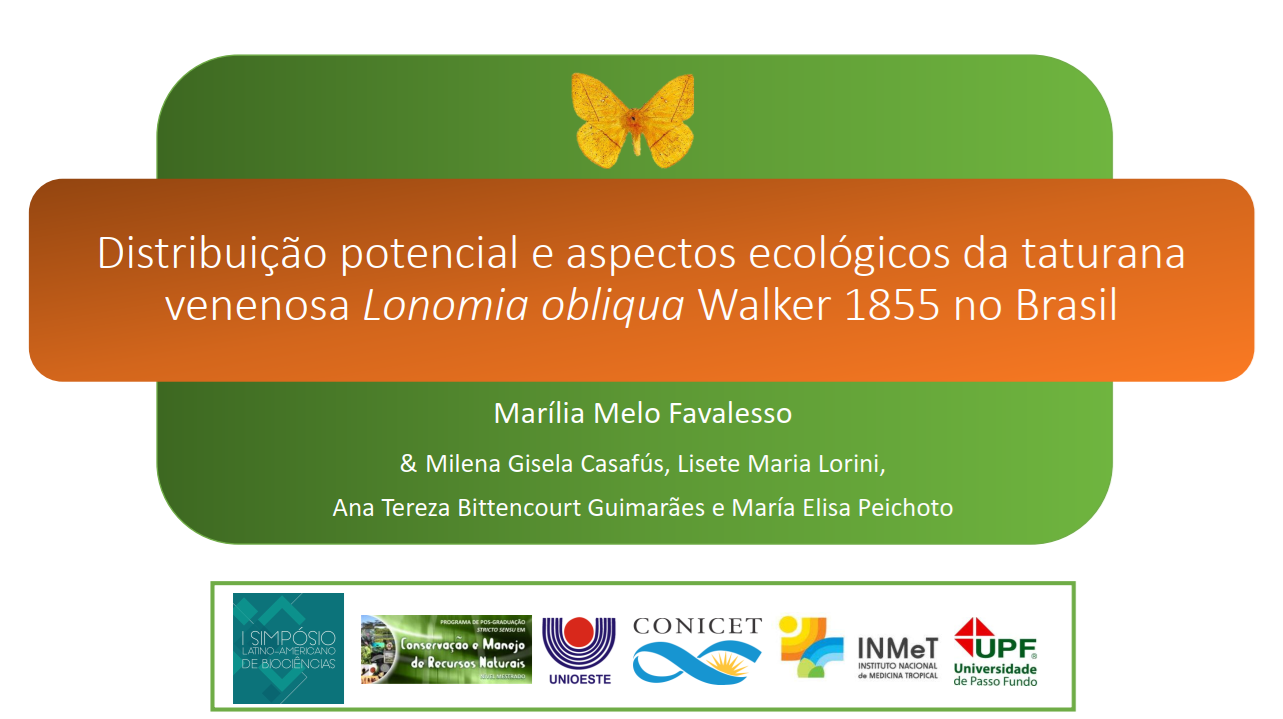 Distribuição potencial e aspectos ecológicos da taturana
venenosa Lonomia obliqua Walker 1855 no Brasil
Marília Melo Favalesso
& Milena Gisela Casafús, Lisete Maria Lorini,
Ana Tereza Bittencourt Guimarães e María Elisa Peichoto
I SIMPÓSIO
LATINO-AMERICANO
DE BIOCIÊNCIAS
PROGRAMA DE PÓS-GRADUAÇÃO
STRICTO SENSU EM
Conservação e Manejo
de Recursos Naturais
NÍVEL MESTRADO
UNIOESTE
CONICET
INMeT
INSTITUTO NACIONAL
de MEDICINA TROPICAL
UPF®
Universidade
de Passo Fundo